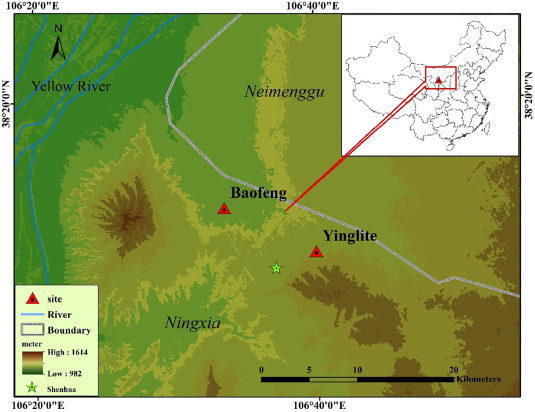 106°20'0"E
106°40'0"E
N
Yellow River
Neimenggu
38°20'0"N
38°20'0"N
Baofeng
Yinglite
site
River
Boundary
meter
High : 1614
Low : 982
Shenhua
Ningxia
0 5 10 20
Kilometers
106°20'0"E
106°40'0"E